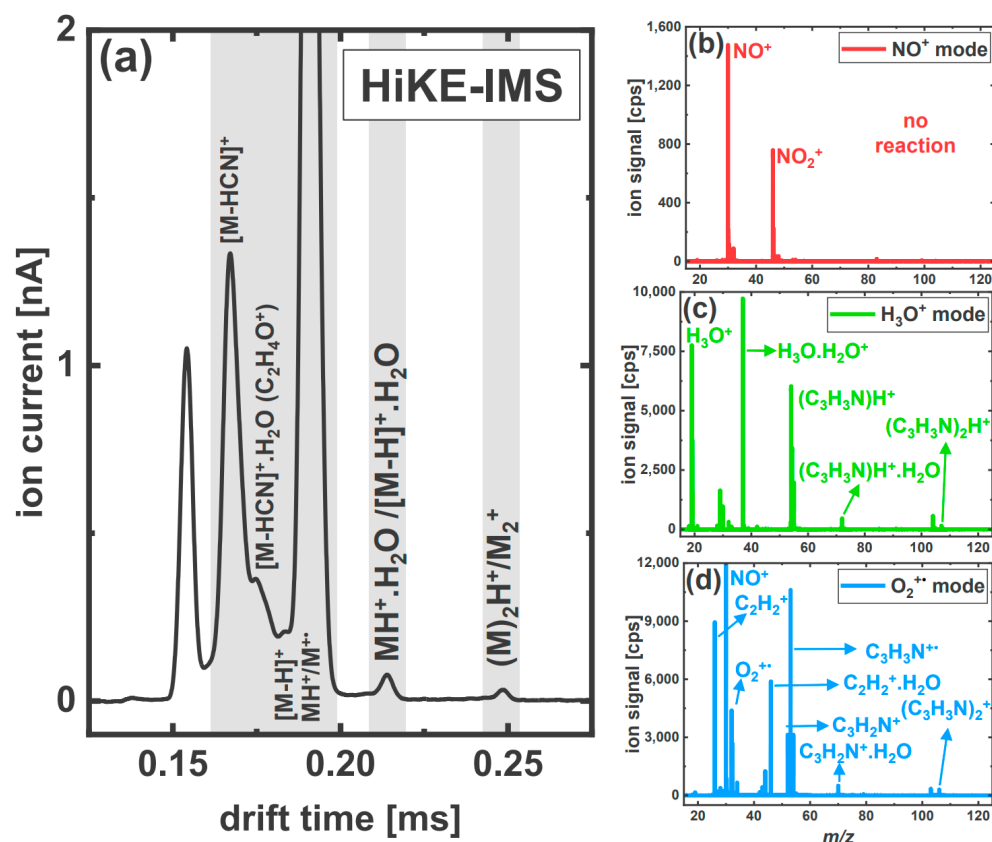 (a)
HiKE-IMS
2
1
0
ion current [nA]
[M-HCN]⁺
[M-HCN]⁺.H₂O (C₂H₄O⁺)
[M-H]⁺
MH⁺/M⁺•
MH⁺.H₂O /[M-H]⁺.H₂O
(M)₂H⁺/M₂⁺
0.15 0.20 0.25
drift time [ms]
(b)
NO⁺ mode
1,600
1,200
800
400
0
ion signal [cps]
NO⁺
NO₂⁺
no
reaction
20 40 60 80 100 120
(c)
H₃O⁺ mode
10,000
7,500
5,000
2,500
0
ion signal [cps]
H₃O⁺
H₃O.H₂O⁺
(C₃H₃N)H⁺
(C₃H₃N)₂H⁺
(C₃H₃N)H⁺.H₂O
20 40 60 80 100 120
(d)
O₂⁺• mode
12,000
9,000
6,000
3,000
0
ion signal [cps]
NO⁺
C₂H₂⁺
O₂⁺•
C₃H₃N⁺•
C₂H₂⁺.H₂O
(C₃H₃N)₂⁺
C₃H₂N⁺
C₃H₂N⁺.H₂O
20 40 60 80 100 120
m/z